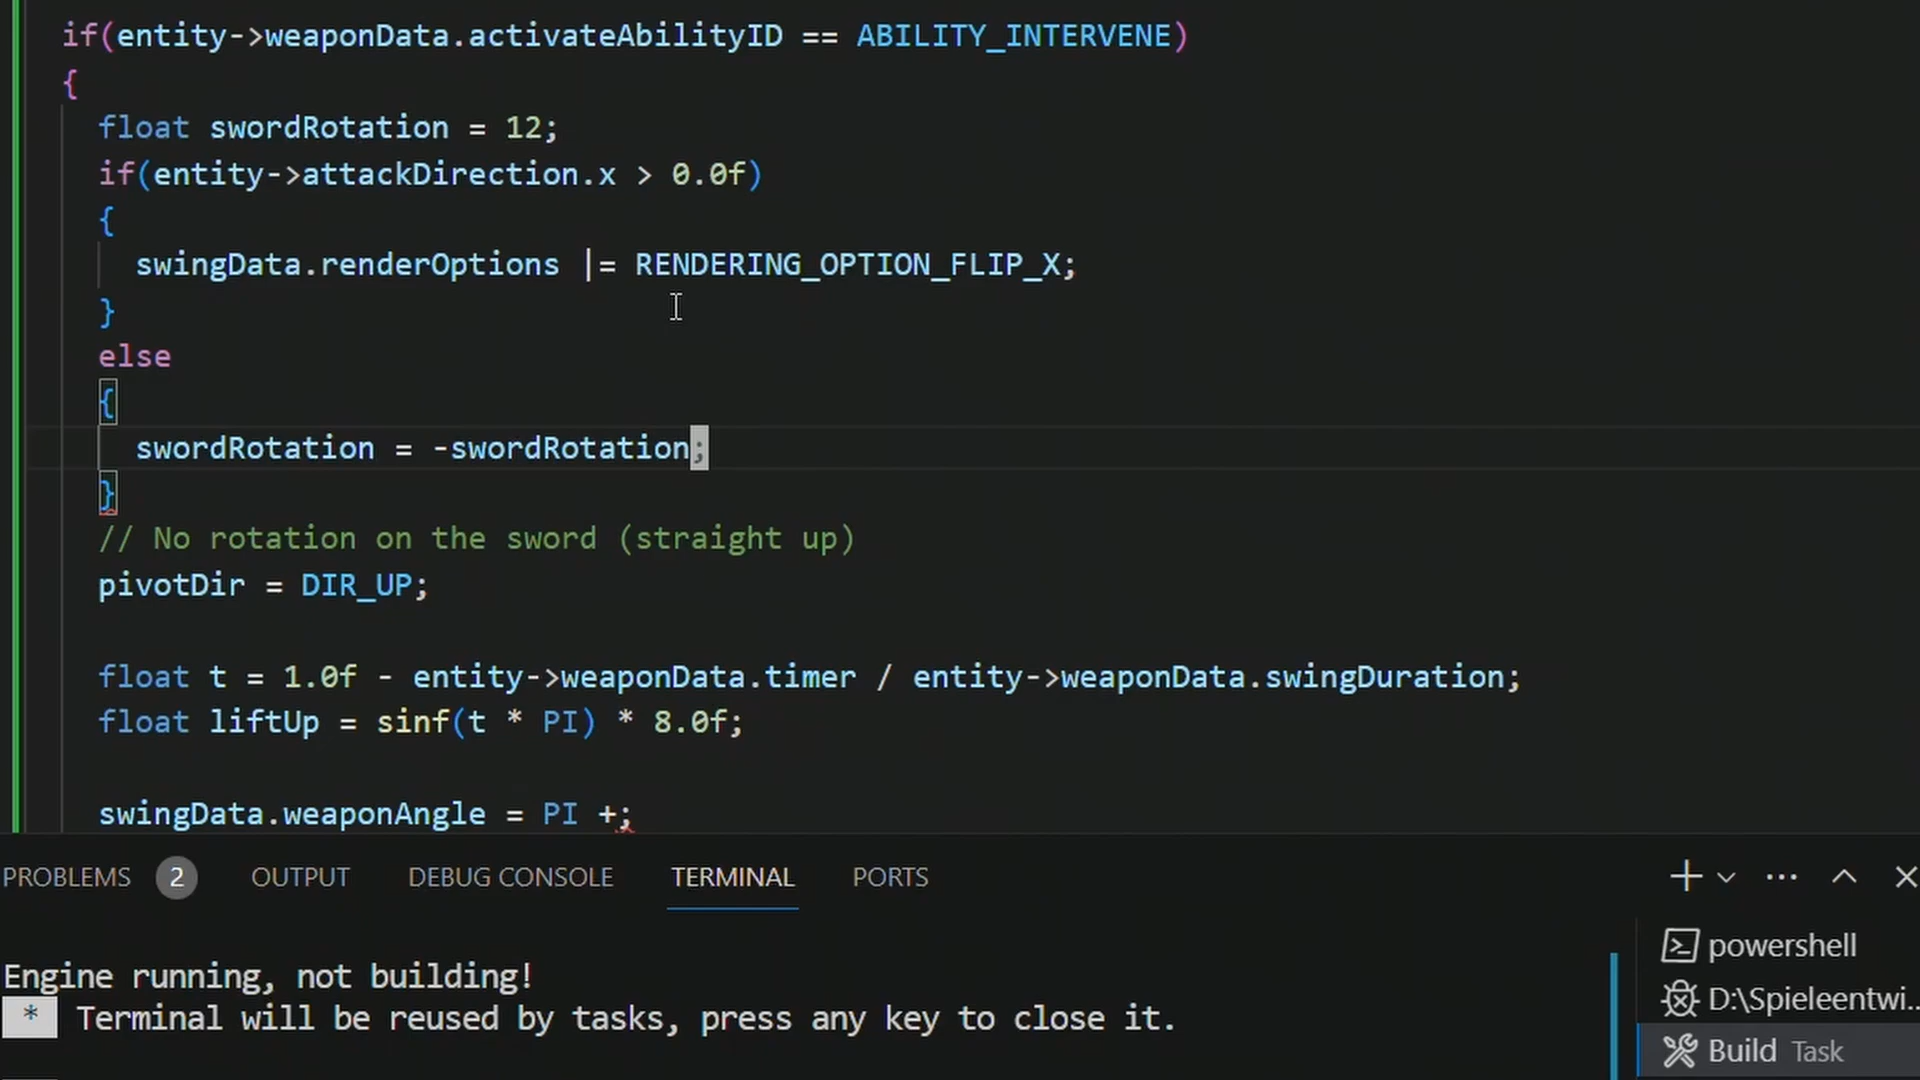 if(entity->weaponData.activateAbilityID == ABILITY_INTERVENE)
{
float swordRotation = 12;
if(entity->attackDirection.x > 0.0f)
{
swingData.renderOptions |= RENDERING_OPTION_FLIP_X;
}
else
{
swordRotation = -swordRotation;
}
// No rotation on the sword (straight up)
pivotDir = DIR_UP;
float t = 1.0f - entity->weaponData.timer / entity->weaponData.swingDuration;
float liftUp = sinf(t * PI) * 8.0f;
swingData.weaponAngle = PI +;
PROBLEMS 2 OUTPUT DEBUG CONSOLE TERMINAL PORTS
Engine running, not building!
* Terminal will be reused by tasks, press any key to close it.
powershell
D:\Spieleentwi...
Build Task